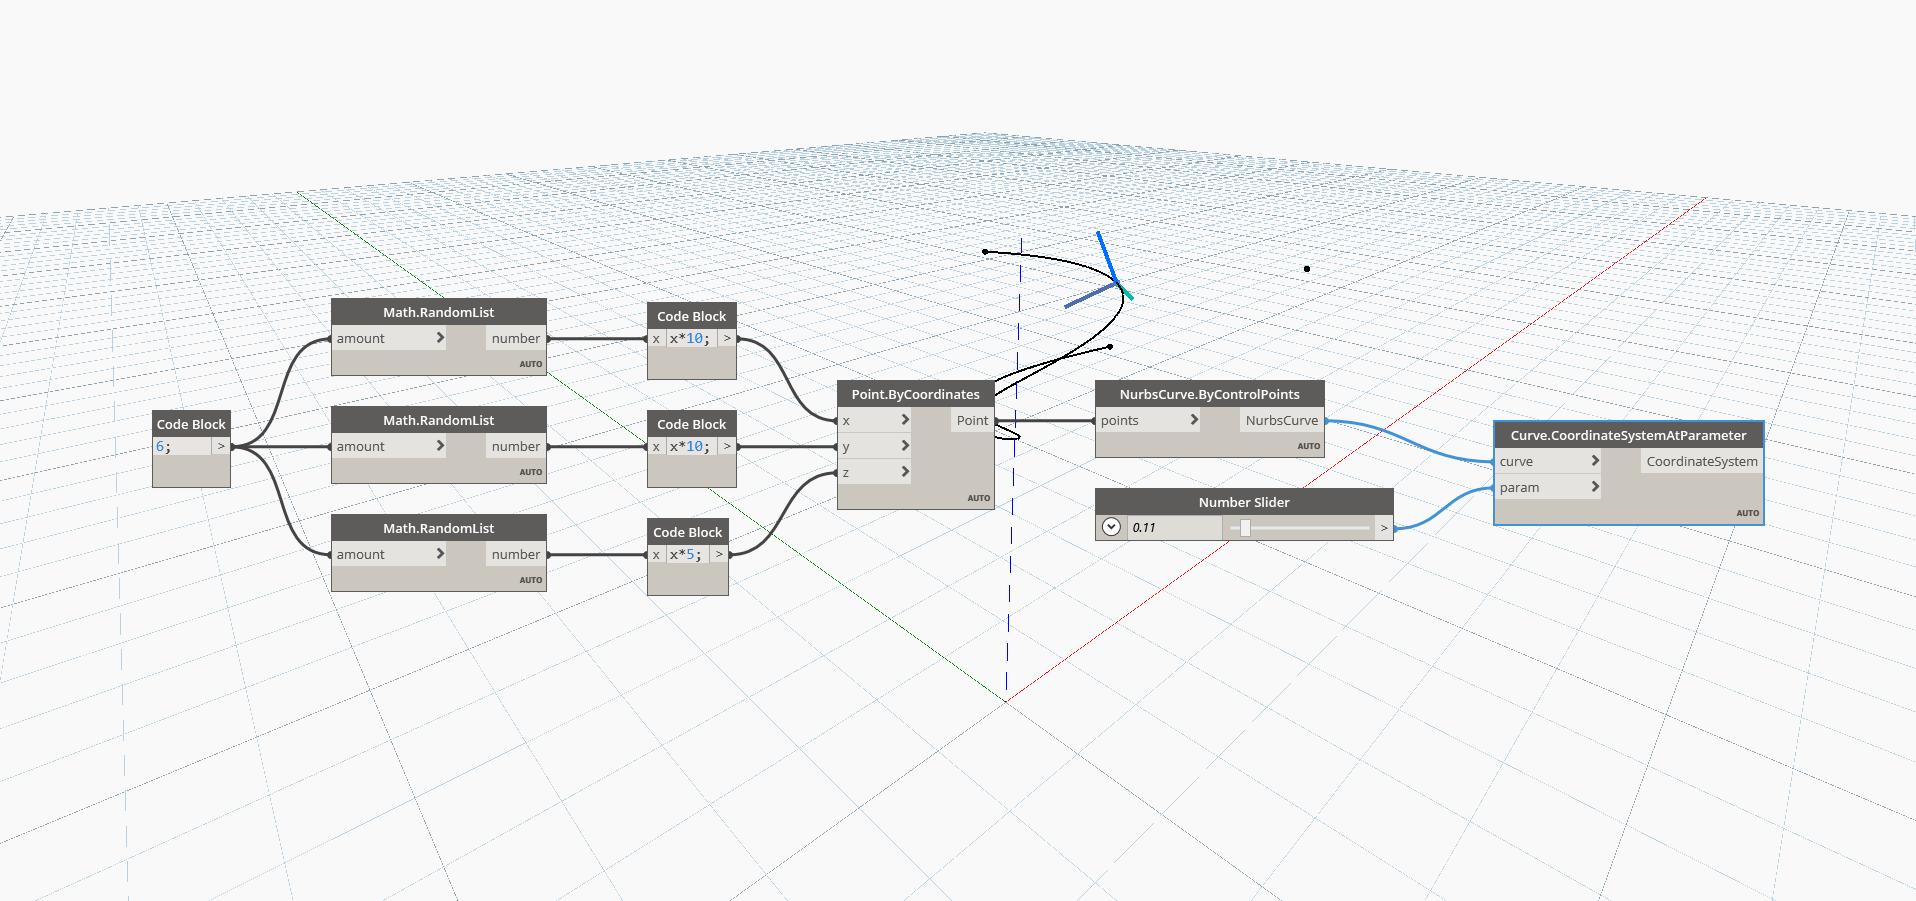 Code Block
6; >
Math.RandomList
amount > number
AUTO
Math.RandomList
amount > number
AUTO
Math.RandomList
amount > number
AUTO
Code Block
x x*10; >
Code Block
x x*10; >
Code Block
x x*5; >
Point.ByCoordinates
x > Point
y >
z >
AUTO
NurbsCurve.ByControlPoints
points > NurbsCurve
AUTO
Number Slider
0.11 >
Curve.CoordinateSystemAtParameter
curve > CoordinateSystem
param >
AUTO